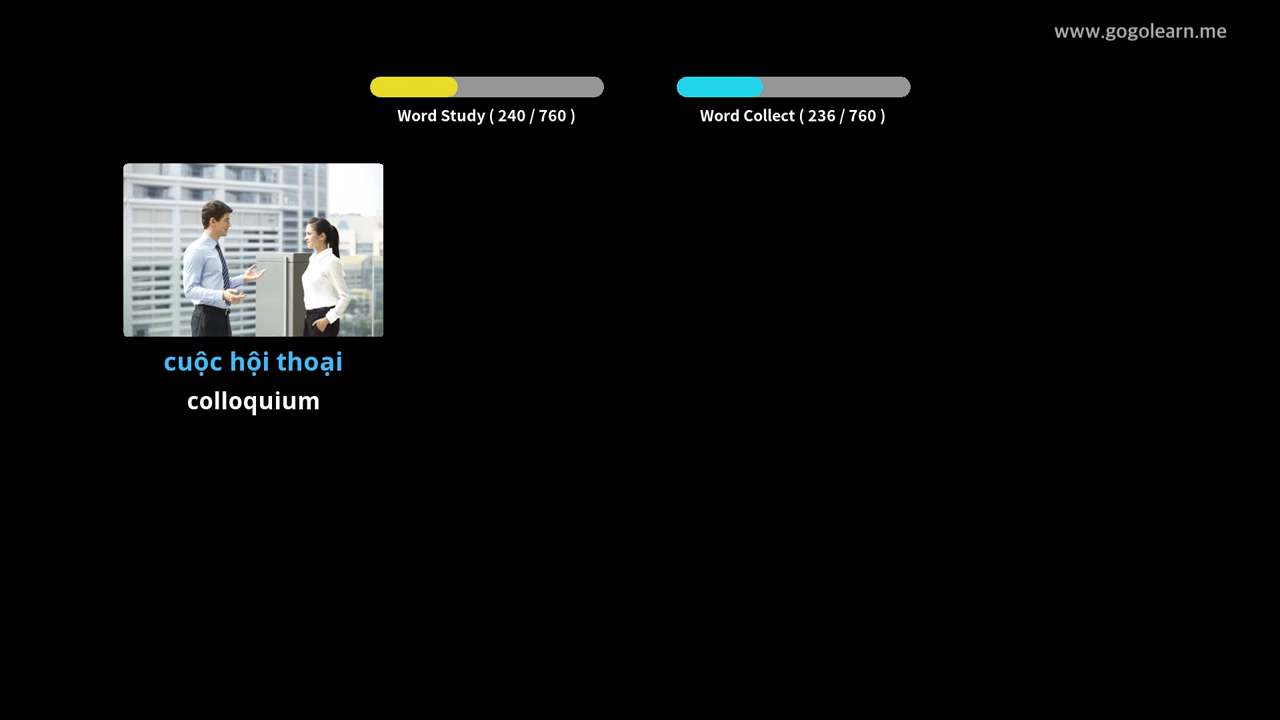 www.gogolearn.me
Word Study ( 240 / 760 )
Word Collect ( 236 / 760 )
cuộc hội thoại
colloquium